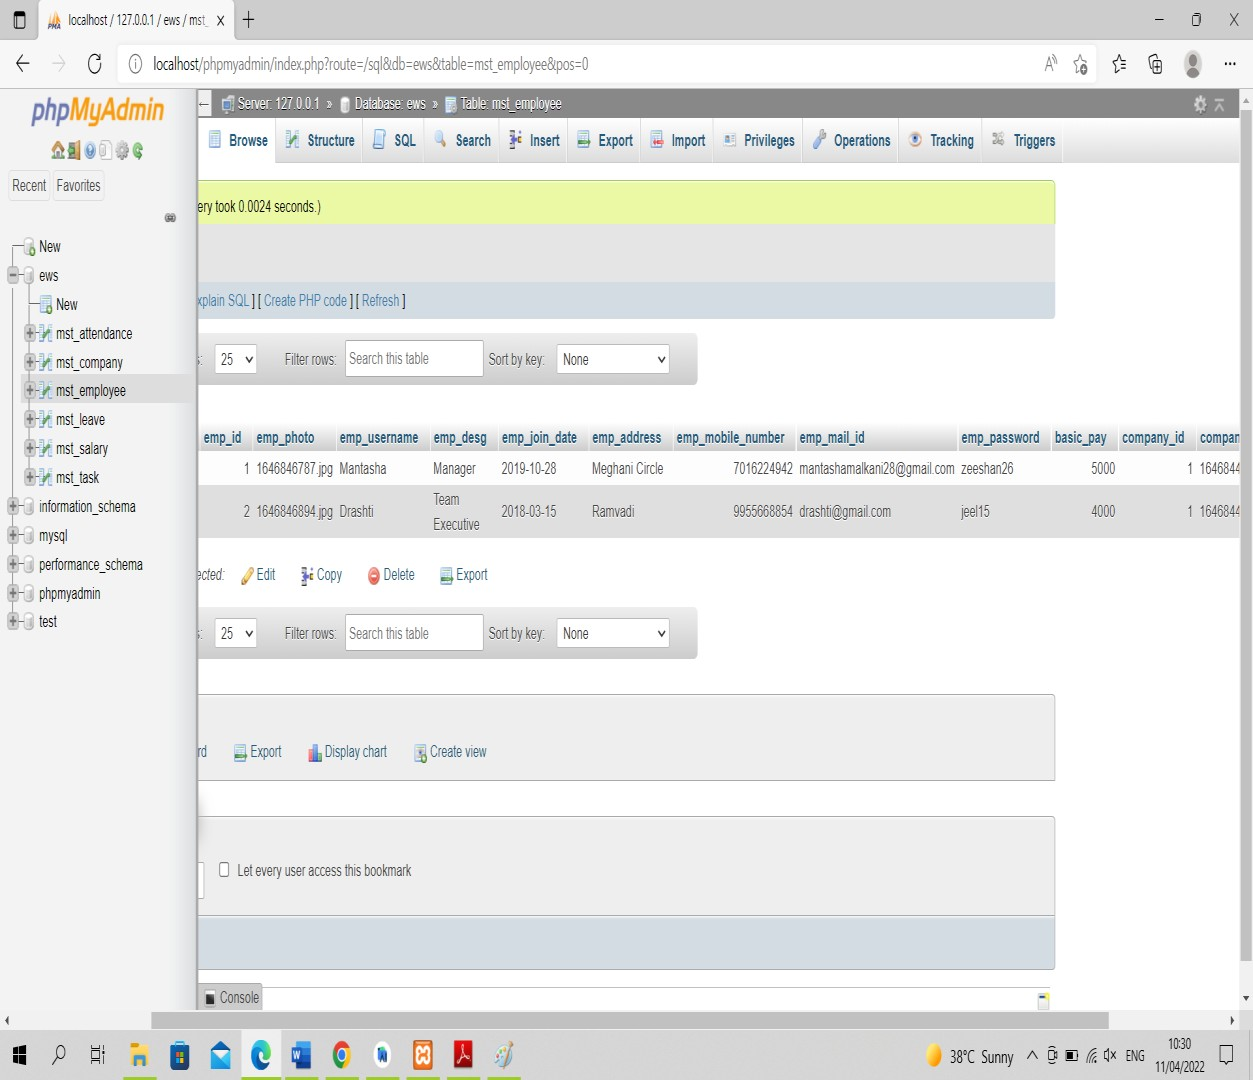 localhost / 127.0.0.1 / ews / mst_
localhost/phpmyadmin/index.php?route=/sql&db=ews&table=mst_employee&pos=0
phpMyAdmin
Recent Favorites
New
ews
New
mst_attendance
mst_company
mst_employee
mst_leave
mst_salary
mst_task
information_schema
mysql
performance_schema
phpmyadmin
test
Server: 127.0.0.1 » Database: ews » Table: mst_employee
Browse Structure SQL Search Insert Export Import Privileges Operations Tracking Triggers
ery took 0.0024 seconds.)
xplain SQL ] [ Create PHP code ] [ Refresh ]
s: 25 Filter rows: Search this table Sort by key: None
emp_id emp_photo emp_username emp_desg emp_join_date emp_address emp_mobile_number emp_mail_id emp_password basic_pay company_id compan
1 1646846787.jpg Mantasha Manager 2019-10-28 Meghani Circle 7016224942 mantashamalkani28@gmail.com zeeshan26 5000 1 1646844
2 1646846894.jpg Drashti Team Executive 2018-03-15 Ramvadi 9955668854 drashti@gmail.com jeel15 4000 1 1646844
ected: Edit Copy Delete Export
s: 25 Filter rows: Search this table Sort by key: None
rd Export Display chart Create view
Let every user access this bookmark
Console
38°C Sunny ENG 10:30
11/04/2022